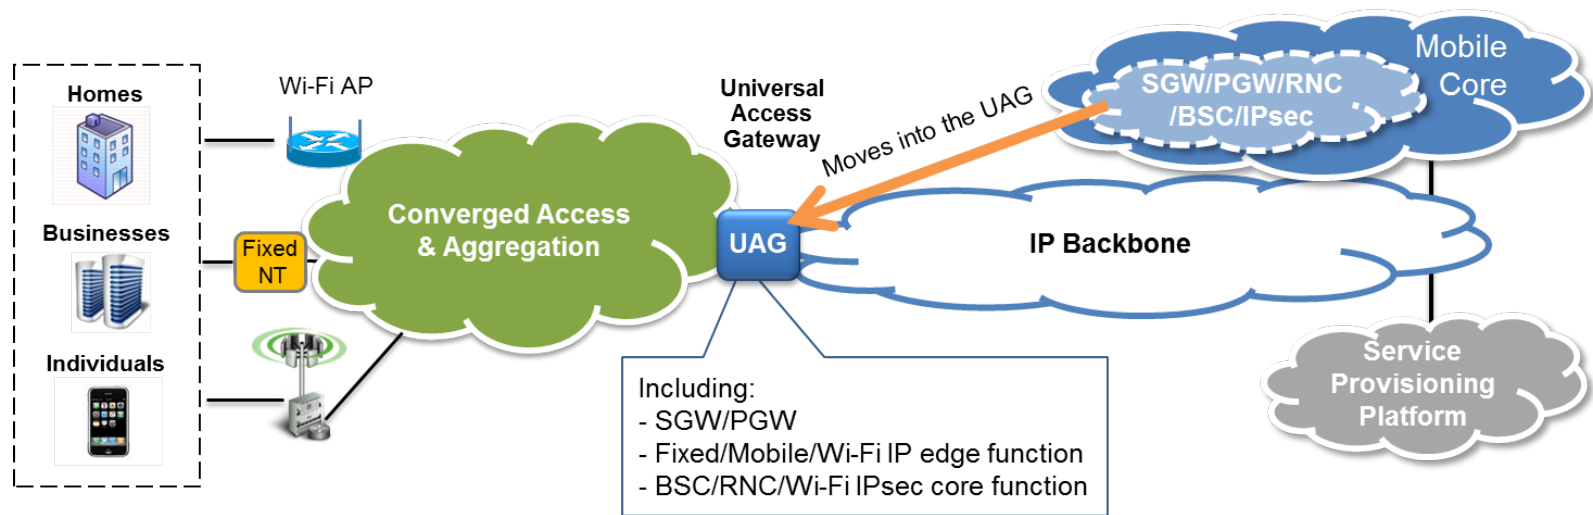 Homes
Businesses
Individuals
Wi-Fi AP
Fixed
NT
Converged Access
& Aggregation
Universal
Access
Gateway
UAG
Moves into the UAG
Mobile
Core
SGW/PGW/RNC
/BSC/IPsec
IP Backbone
Service
Provisioning
Platform
Including:
- SGW/PGW
- Fixed/Mobile/Wi-Fi IP edge function
- BSC/RNC/Wi-Fi IPsec core function